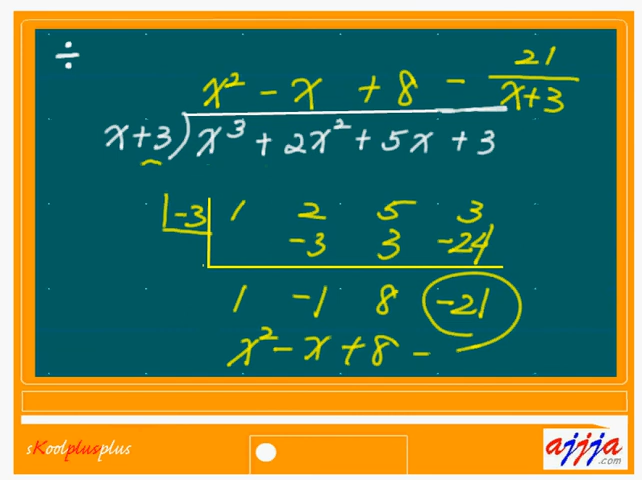 ÷
21
x² - x + 8 - ___
x+3
x+3)x³ + 2x² + 5x + 3
-3 1 2 5 3
-3 3 -24
1 -1 8 -21
x² - x + 8 -
sKoolplusplus
ajjja
.com